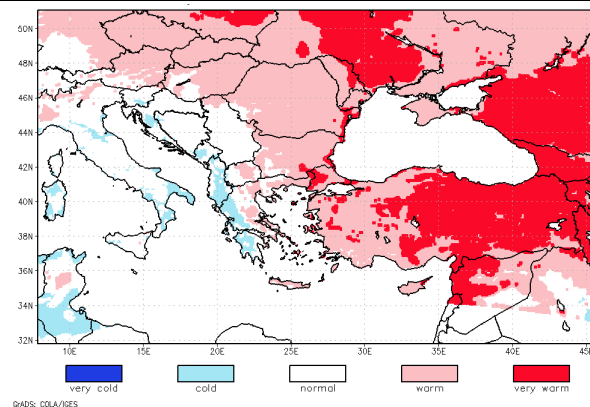 50N
48N
46N
44N
42N
40N
38N
36N
34N
32N
10E 15E 20E 25E 30E 35E 40E 45E
very cold cold normal warm very warm
GrADS: COLA/IGES